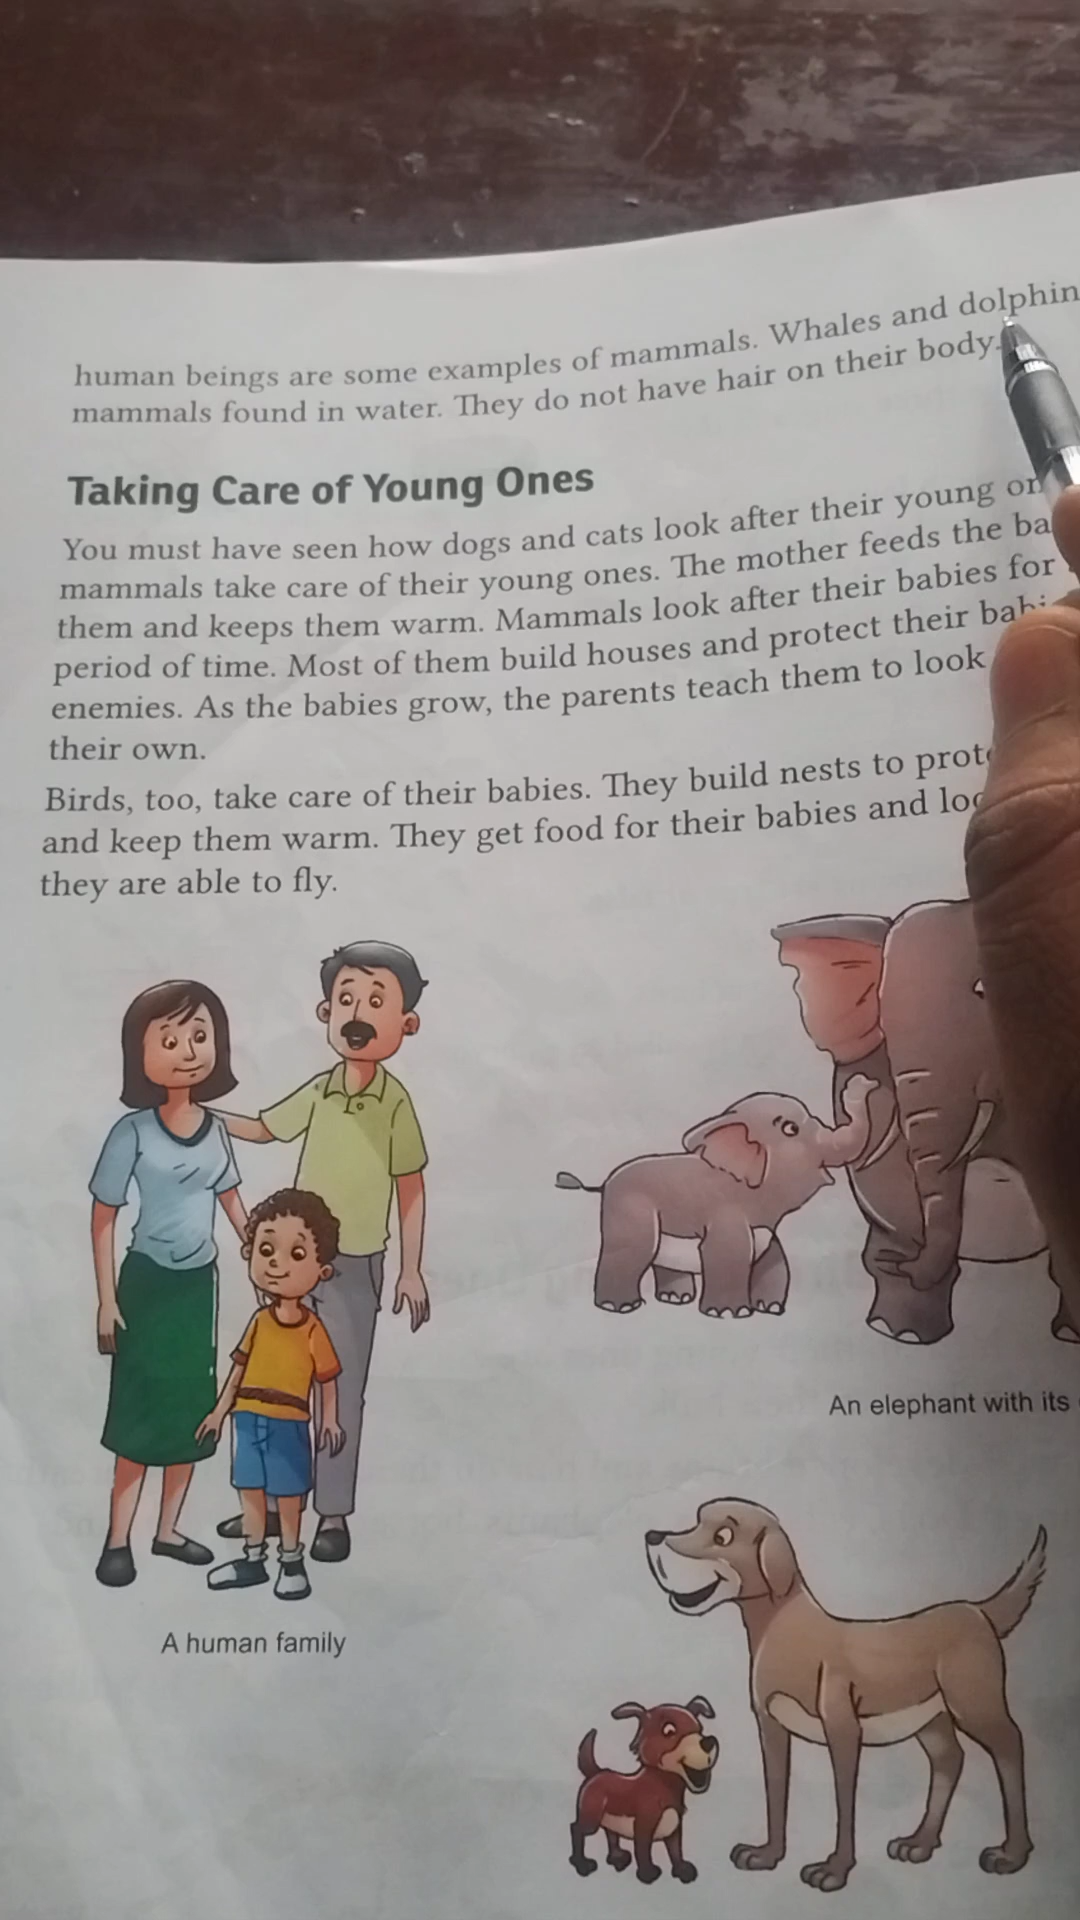 human beings are some examples of mammals. Whales and dolphin
mammals found in water. They do not have hair on their body.
Taking Care of Young Ones
You must have seen how dogs and cats look after their young
mammals take care of their young ones. The mother feeds the
them and keeps them warm. Mammals look after their babies for
period of time. Most of them build houses and protect their
enemies. As the babies grow, the parents teach them to look
their own.
Birds, too, take care of their babies. They build nests to
and keep them warm. They get food for their babies and
they are able to fly.
An elephant with its
A human family